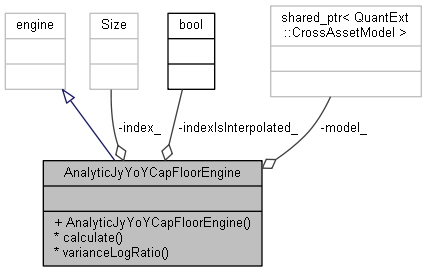 engine
Size
bool
shared_ptr< QuantExt
::CrossAssetModel >
-index_
-indexIsInterpolated_
-model_
AnalyticJyYoYCapFloorEngine
+ AnalyticJyYoYCapFloorEngine()
* calculate()
* varianceLogRatio()